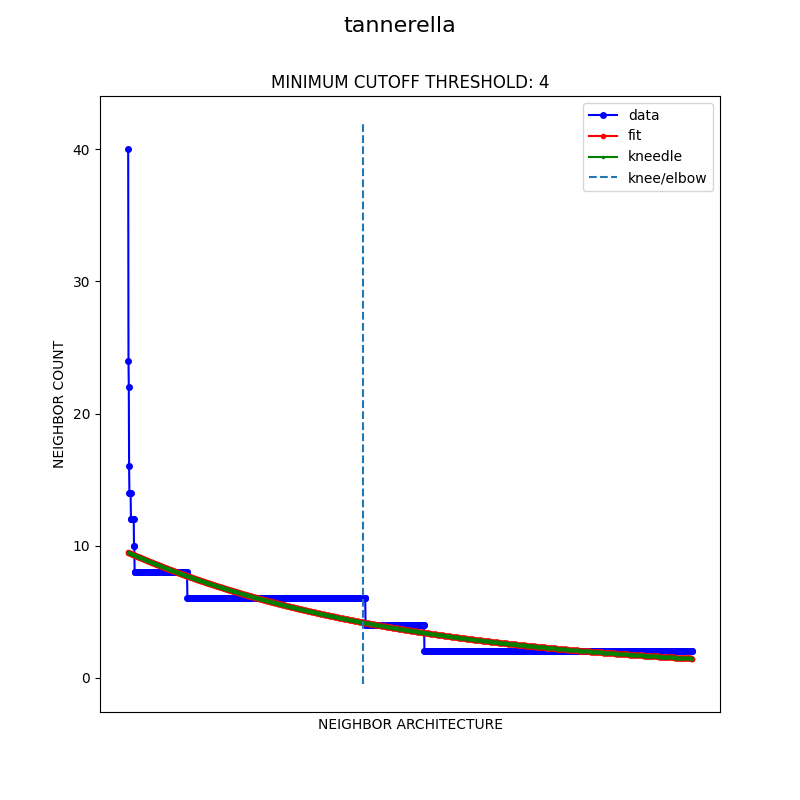 tannerella
MINIMUM CUTOFF THRESHOLD: 4
data
fit
kneedle
knee/elbow
40
30
20
10
0
NEIGHBOR COUNT
NEIGHBOR ARCHITECTURE